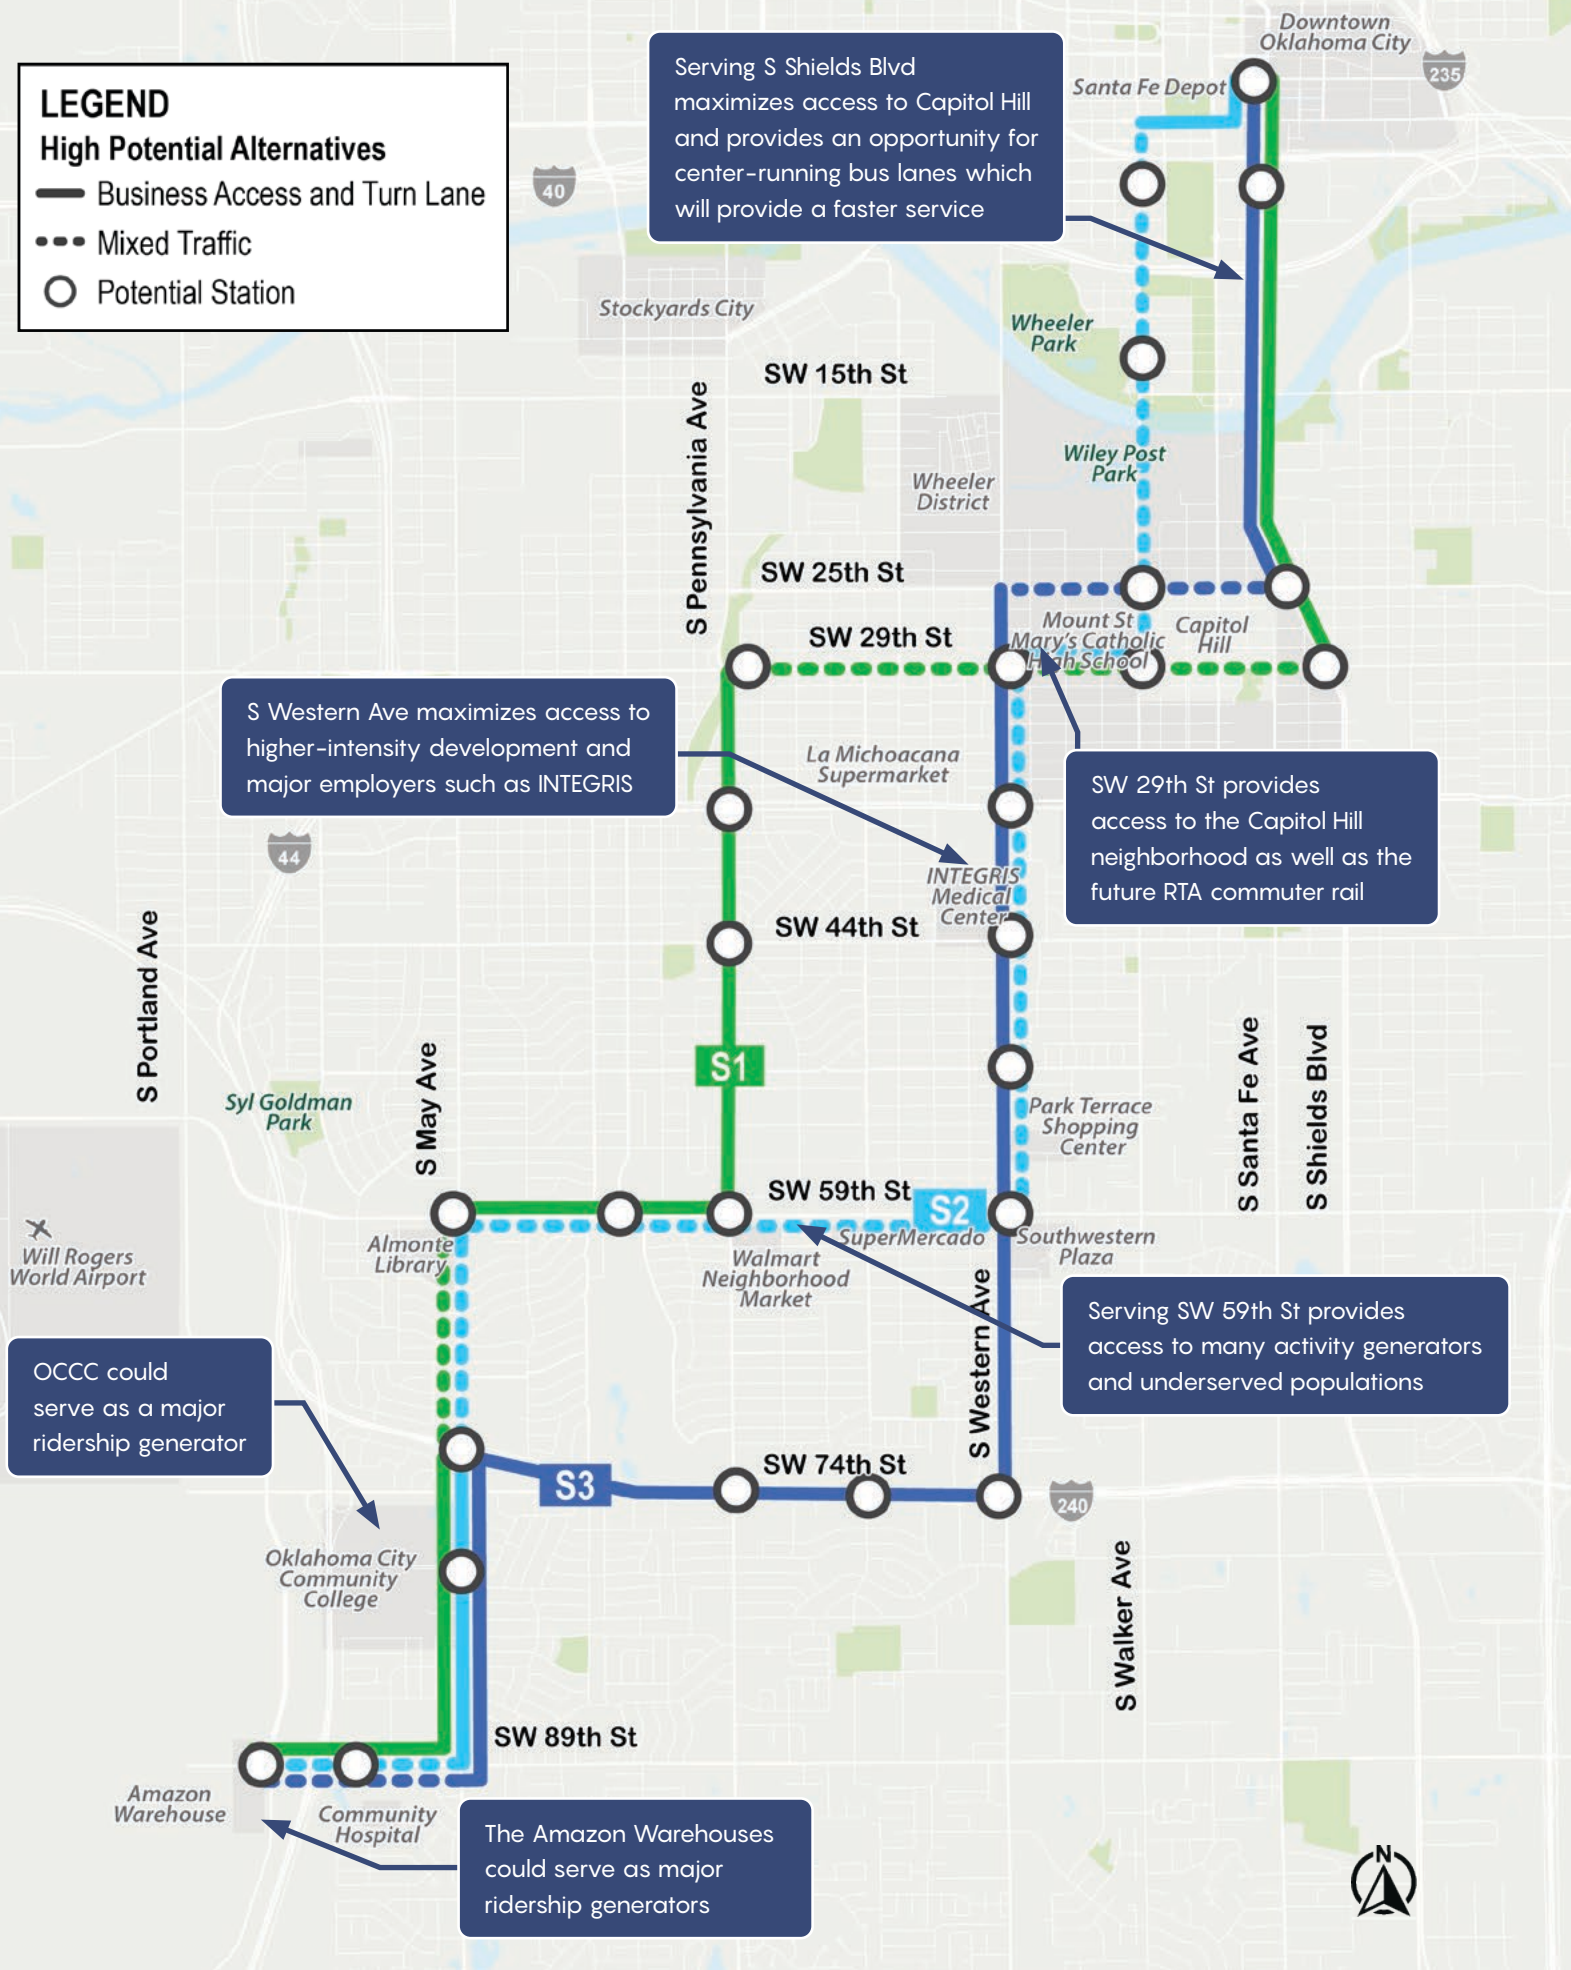 Downtown
Oklahoma City
235
Santa Fe Depot
LEGEND
High Potential Alternatives
Business Access and Turn Lane
Mixed Traffic
Potential Station
Serving S Shields Blvd
maximizes access to Capitol Hill
and provides an opportunity for
center-running bus lanes which
will provide a faster service
40
Stockyards City
Wheeler
Park
SW 15th St
S Pennsylvania Ave
Wiley Post
Park
Wheeler
District
SW 25th St
Mount St
Mary's Catholic
High School
Capitol
Hill
SW 29th St
S Western Ave maximizes access to
higher-intensity development and
major employers such as INTEGRIS
La Michoacana
Supermarket
SW 29th St provides
access to the Capitol Hill
neighborhood as well as the
future RTA commuter rail
44
INTEGRIS
Medical
Center
SW 44th St
S Portland Ave
S May Ave
S1
S Santa Fe Ave
S Shields Blvd
Syl Goldman
Park
Park Terrace
Shopping
Center
SW 59th St
S2
Almonte
Library
SuperMercado
Southwestern
Plaza
Will Rogers
World Airport
Walmart
Neighborhood
Market
S Western Ave
Serving SW 59th St provides
access to many activity generators
and underserved populations
OCCC could
serve as a major
ridership generator
SW 74th St
S3
240
Oklahoma City
Community
College
S Walker Ave
SW 89th St
Amazon
Warehouse
Community
Hospital
The Amazon Warehouses
could serve as major
ridership generators
N